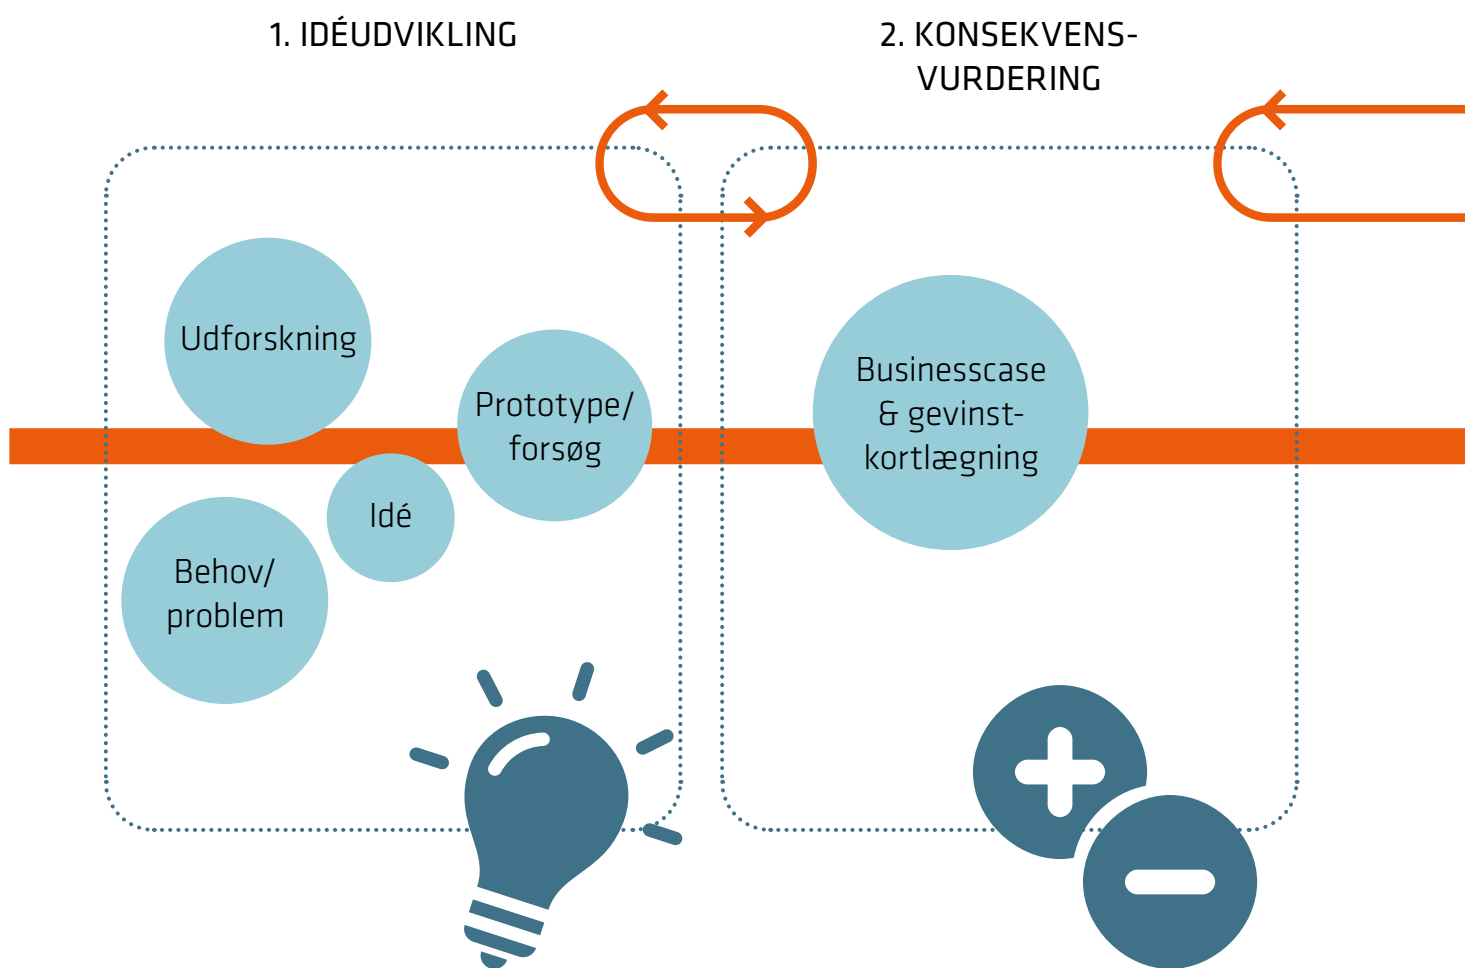 1. IDÉUDVIKLING
2. KONSEKVENS-
VURDERING
Udforskning
Prototype/
forsøg
Idé
Behov/
problem
Businesscase
& gevinst-
kortlægning